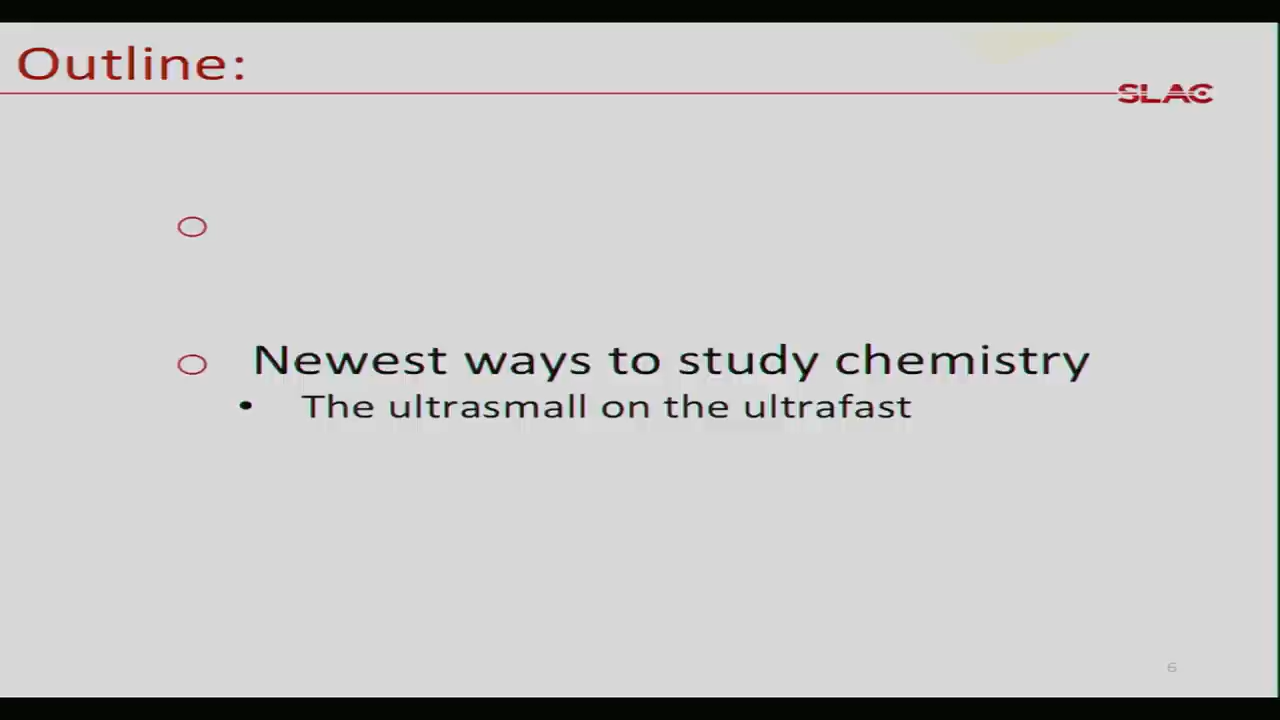 Outline:
SLAC
Newest ways to study chemistry
• The ultrasmall on the ultrafast
6